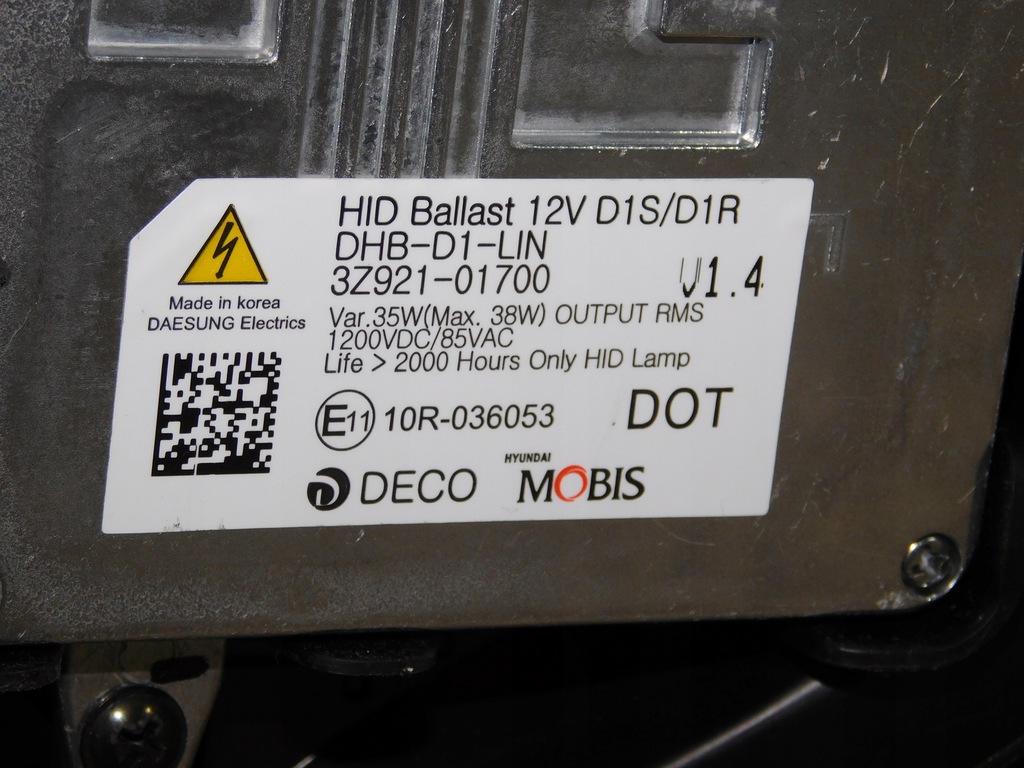 HID Ballast 12V D1S/D1R
DHB-D1-LIN
3Z921-01700
V1.4
Var.35W(Max. 38W) OUTPUT RMS
1200VDC/85VAC
Life > 2000 Hours Only HID Lamp
Made in korea
DAESUNG Electrics
E11 10R-036053
DOT
DECO
HYUNDAI
MOBIS